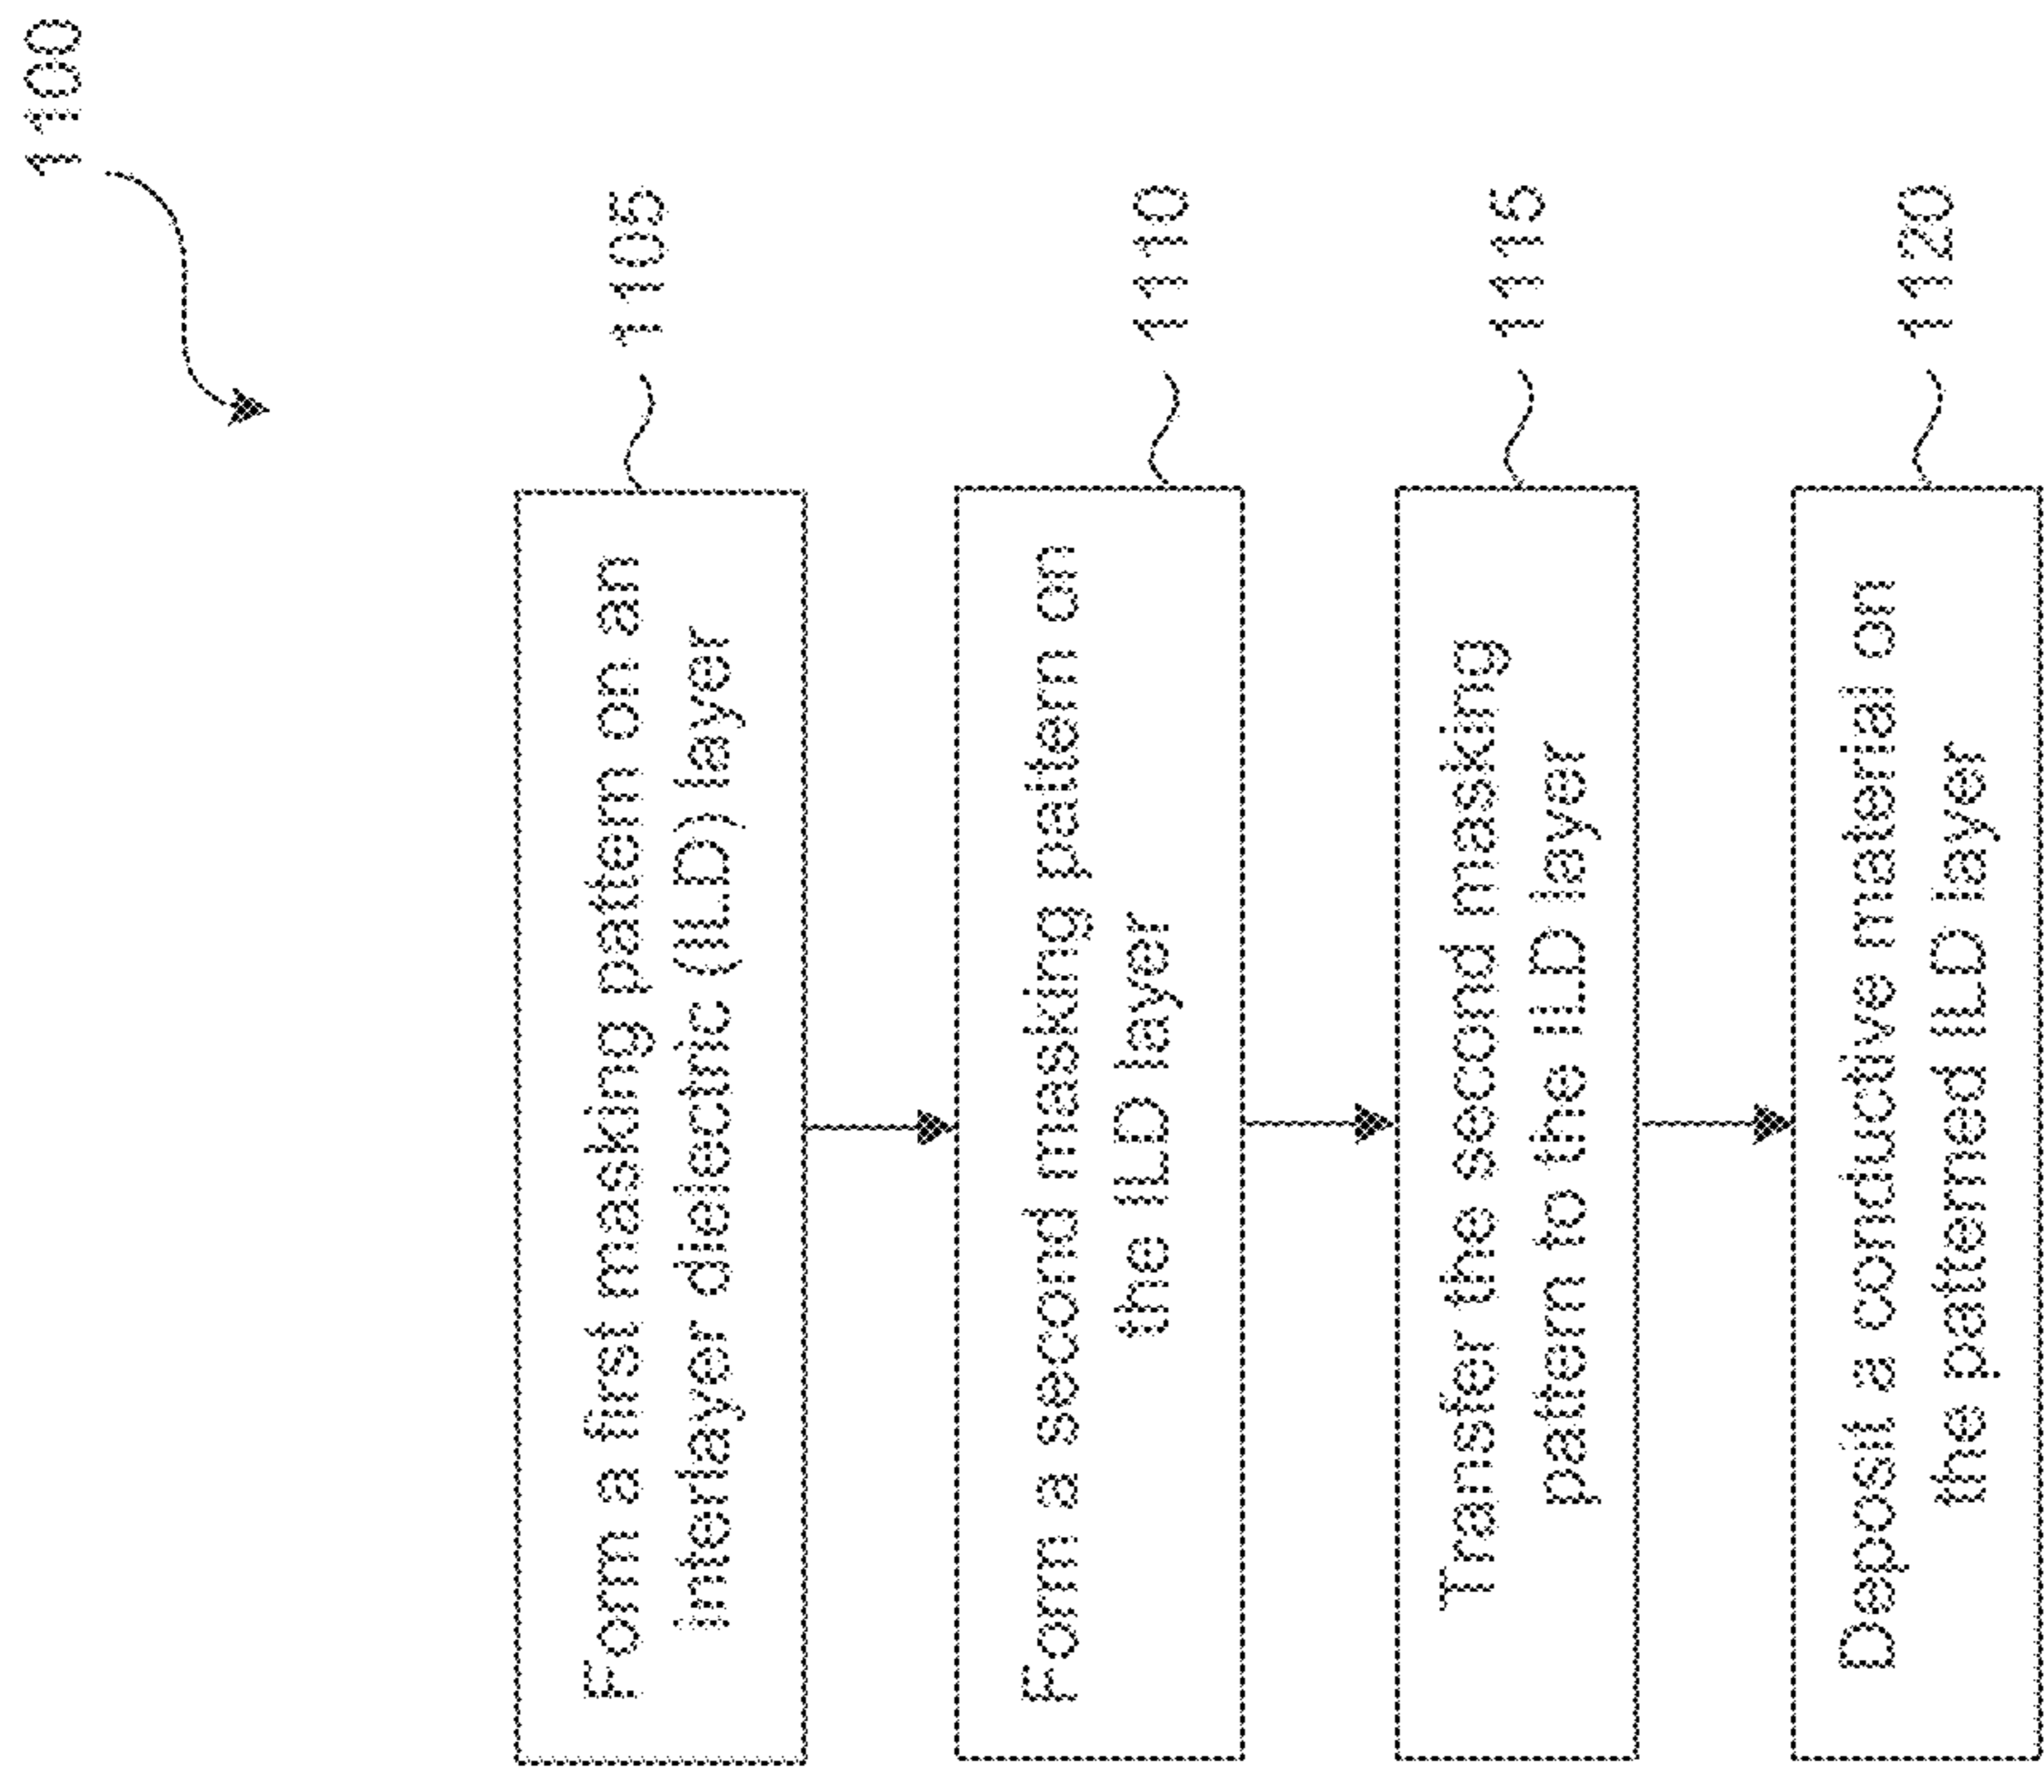 1100
Form a first masking pattern on an
interlayer dielectric (ILD) layer
1105
Form a second masking pattern on
the ILD layer
1110
Transfer the second masking
pattern to the ILD layer
1115
Deposit a conductive material on
the patterned ILD layer
1120